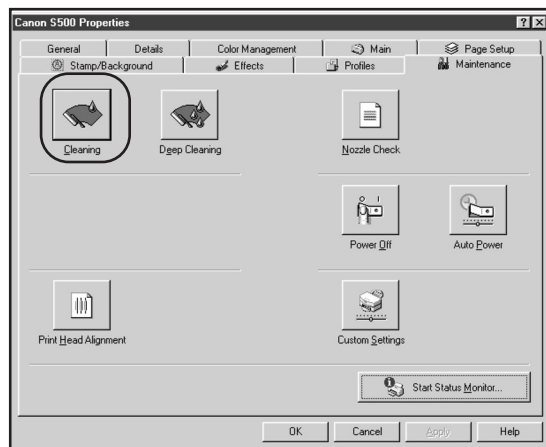 Canon S500 Properties
General Details Color Management Main Page Setup
Stamp/Background Effects Profiles Maintenance
Cleaning Deep Cleaning Nozzle Check
Power Off Auto Power
Print Head Alignment Custom Settings
Start Status Monitor...
OK Cancel Apply Help